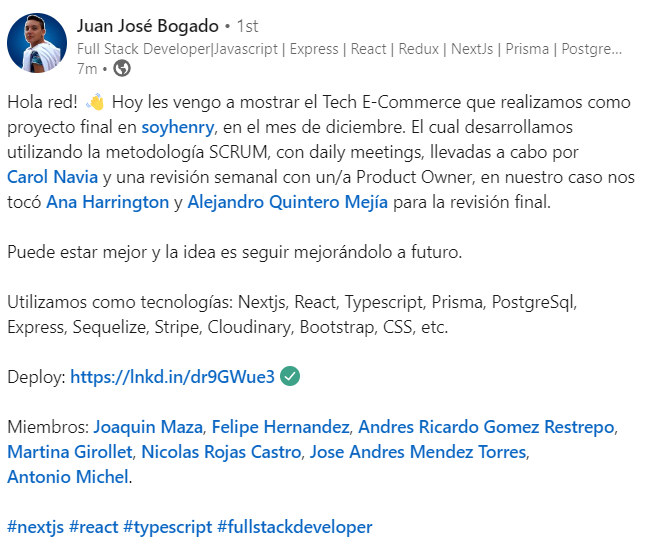 Juan José Bogado • 1st
Full Stack Developer|Javascript | Express | React | Redux | NextJs | Prisma | Postgre...
7m •
Hola red! 👋 Hoy les vengo a mostrar el Tech E-Commerce que realizamos como
proyecto final en soyhenry, en el mes de diciembre. El cual desarrollamos
utilizando la metodología SCRUM, con daily meetings, llevadas a cabo por
Carol Navia y una revisión semanal con un/a Product Owner, en nuestro caso nos
tocó Ana Harrington y Alejandro Quintero Mejía para la revisión final.
Puede estar mejor y la idea es seguir mejorándolo a futuro.
Utilizamos como tecnologías: Nextjs, React, Typescript, Prisma, PostgreSql,
Express, Sequelize, Stripe, Cloudinary, Bootstrap, CSS, etc.
Deploy: https://lnkd.in/dr9GWue3 ✅
Miembros: Joaquin Maza, Felipe Hernandez, Andres Ricardo Gomez Restrepo,
Martina Girollet, Nicolas Rojas Castro, Jose Andres Mendez Torres,
Antonio Michel.
#nextjs #react #typescript #fullstackdeveloper